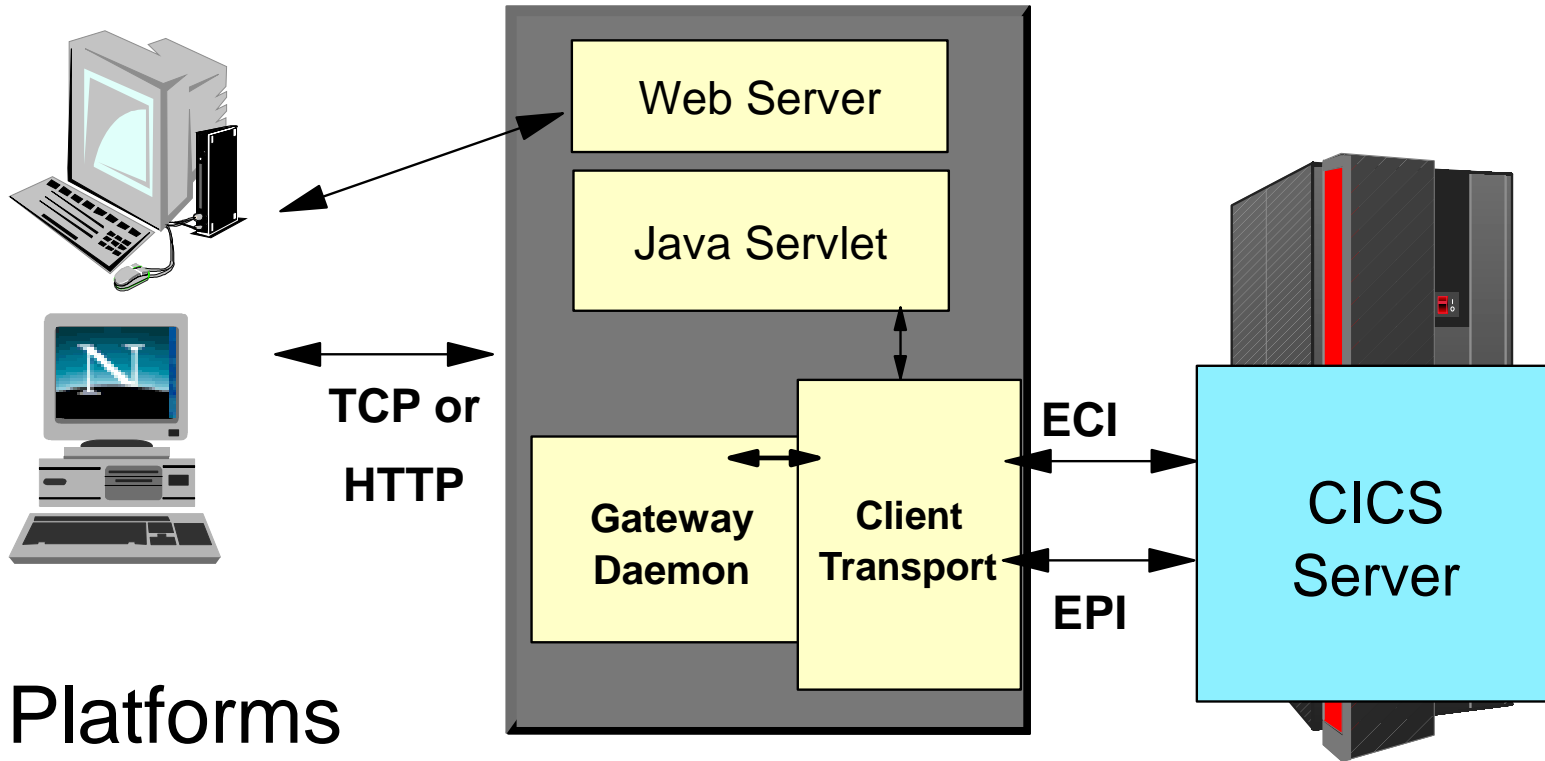 Web Server
Java Servlet
N
TCP or
HTTP
Gateway
Daemon
Client
Transport
ECI
EPI
CICS
Server
I
O
Platforms